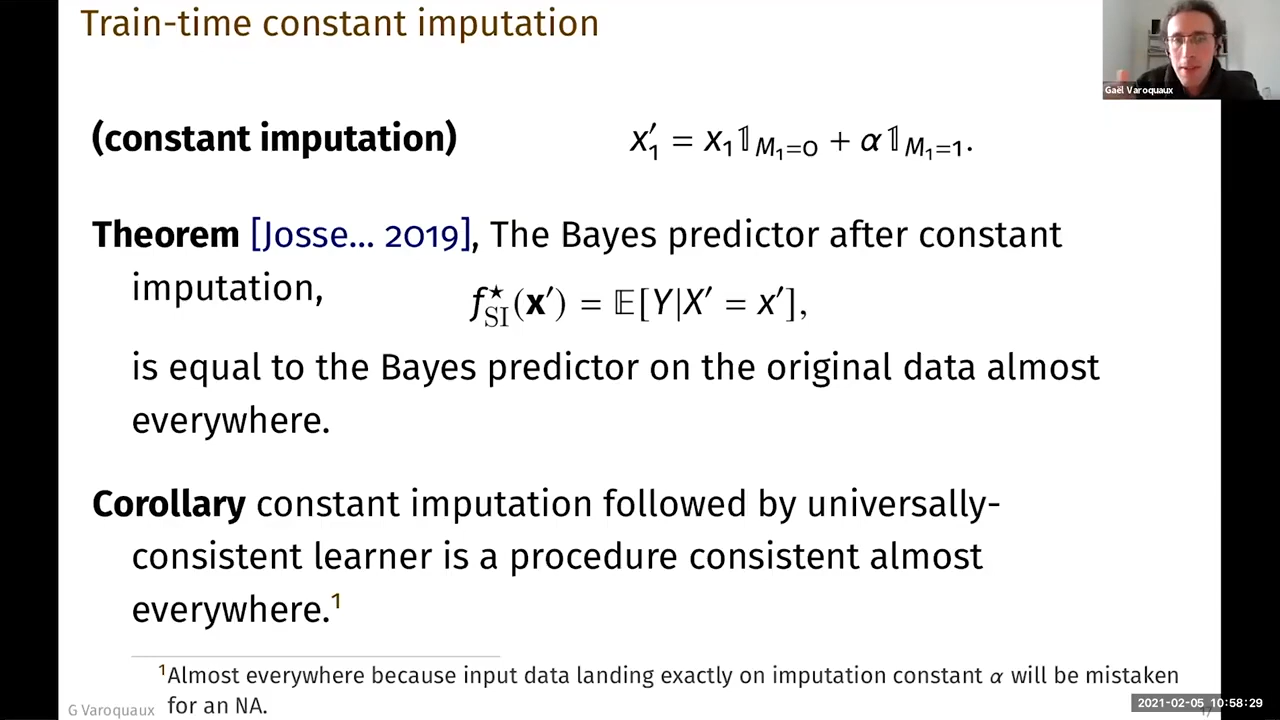 Train-time constant imputation
Gaël Varoquaux
(constant imputation) x′₁ = x₁𝟙_{M₁=0} + α𝟙_{M₁=1}.
Theorem [Josse... 2019], The Bayes predictor after constant
imputation,
f*_{SI}(x′) = 𝔼[Y|X′ = x′],
is equal to the Bayes predictor on the original data almost
everywhere.
Corollary constant imputation followed by universally-
consistent learner is a procedure consistent almost
everywhere.¹
¹Almost everywhere because input data landing exactly on imputation constant α will be mistaken
for an NA.
G Varoquaux
2021-02-05 10:58:29